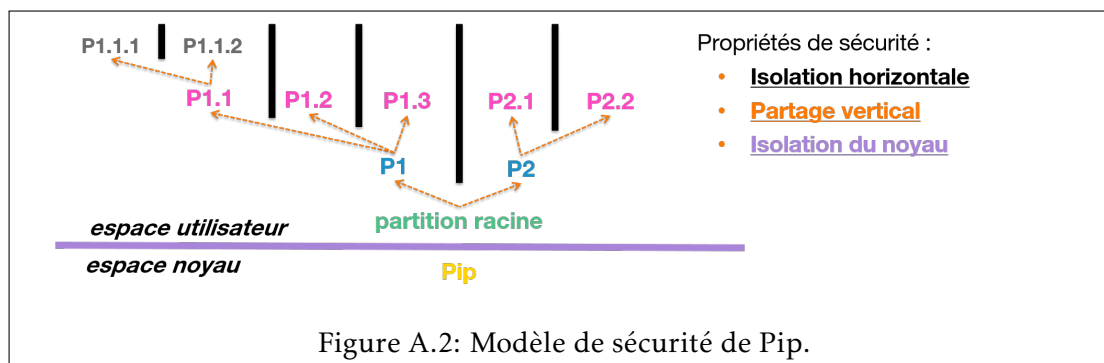 P1.1.1 P1.1.2
P1.1 P1.2 P1.3 P2.1 P2.2
P1 P2
partition racine
espace utilisateur
espace noyau
Pip
Propriétés de sécurité :
• Isolation horizontale
• Partage vertical
• Isolation du noyau
Figure A.2: Modèle de sécurité de Pip.